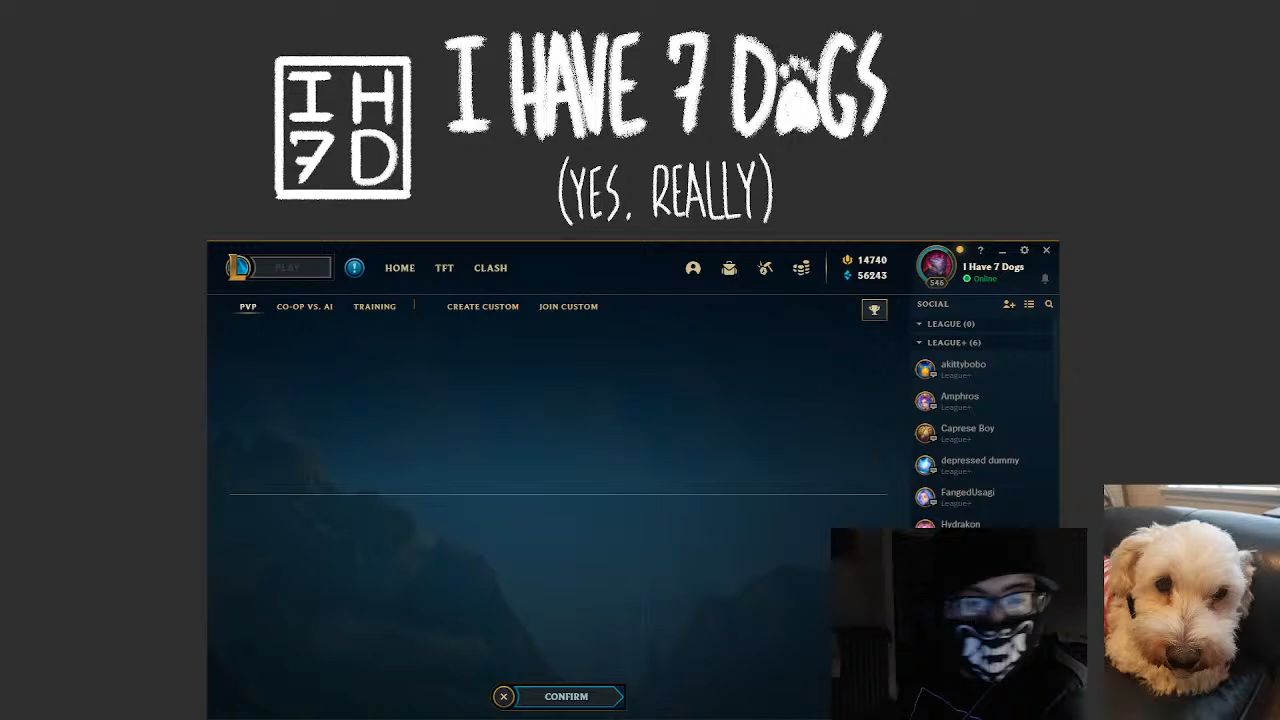 I HAVE 7 DOGS
IH
7D
(YES, REALLY)
PLAY
HOME
TFT
CLASH
14740
56243
?
I Have 7 Dogs
546
Online
PVP
CO-OP VS. AI
TRAINING
CREATE CUSTOM
JOIN CUSTOM
SOCIAL
LEAGUE (0)
LEAGUE+ (6)
akittybobo
League+
Amphros
League+
Caprese Boy
League+
depressed dummy
League+
FangedUsagi
League+
Hydrakon
CONFIRM